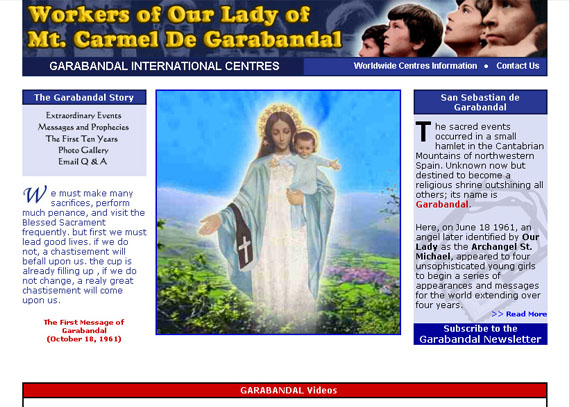 Workers of Our Lady of
Mt. Carmel De Garabandal
GARABANDAL INTERNATIONAL CENTRES
Worldwide Centres Information • Contact Us
The Garabandal Story
Extraordinary Events
Messages and Prophecies
The First Ten Years
Photo Gallery
Email Q & A
We must make many
sacrifices, perform
much penance, and visit the
Blessed Sacrament
frequently. but first we must
lead good lives. if we do
not, a chastisement will
befall upon us. the cup is
already filling up , if we do
not change, a realy great
chastisement will come
upon us.
The First Message of
Garabandal
(October 18, 1961)
San Sebastian de
Garabandal
The sacred events
occurred in a small
hamlet in the Cantabrian
Mountains of northwestern
Spain. Unknown now but
destined to become a
religious shrine outshining all
others; its name is
Garabandal.
Here, on June 18 1961, an
angel later identified by Our
Lady as the Archangel St.
Michael, appeared to four
unsophisticated young girls
to begin a series of
appearances and messages
for the world extending over
four years.
>> Read More
Subscribe to the
Garabandal Newsletter
GARABANDAL Videos